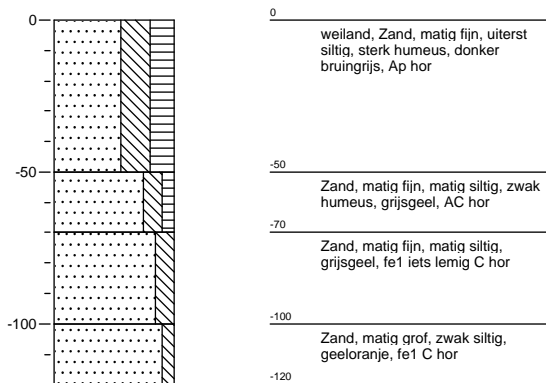 0
0
weiland, Zand, matig fijn, uiterst
siltig, sterk humeus, donker
bruingrijs, Ap hor
-50
-50
Zand, matig fijn, matig siltig, zwak
humeus, grijsgeel, AC hor
-70
Zand, matig fijn, matig siltig,
grijsgeel, fe1 iets lemig C hor
-100
-100
Zand, matig grof, zwak siltig,
geeloranje, fe1 C hor
-120